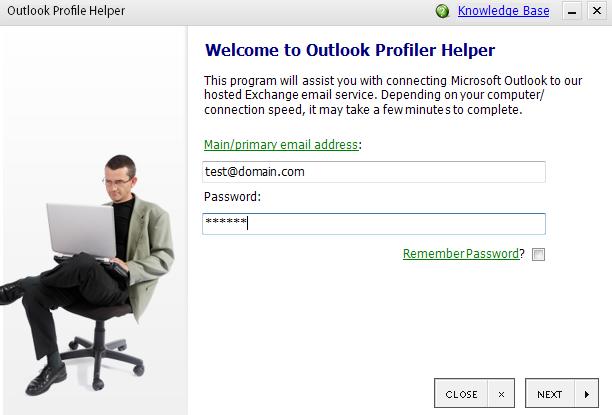 Outlook Profile Helper
Knowledge Base
Welcome to Outlook Profiler Helper
This program will assist you with connecting Microsoft Outlook to our
hosted Exchange email service. Depending on your computer/
connection speed, it may take a few minutes to complete.
Main/primary email address:
test@domain.com
Password:
******
Remember Password?
CLOSE ×
NEXT